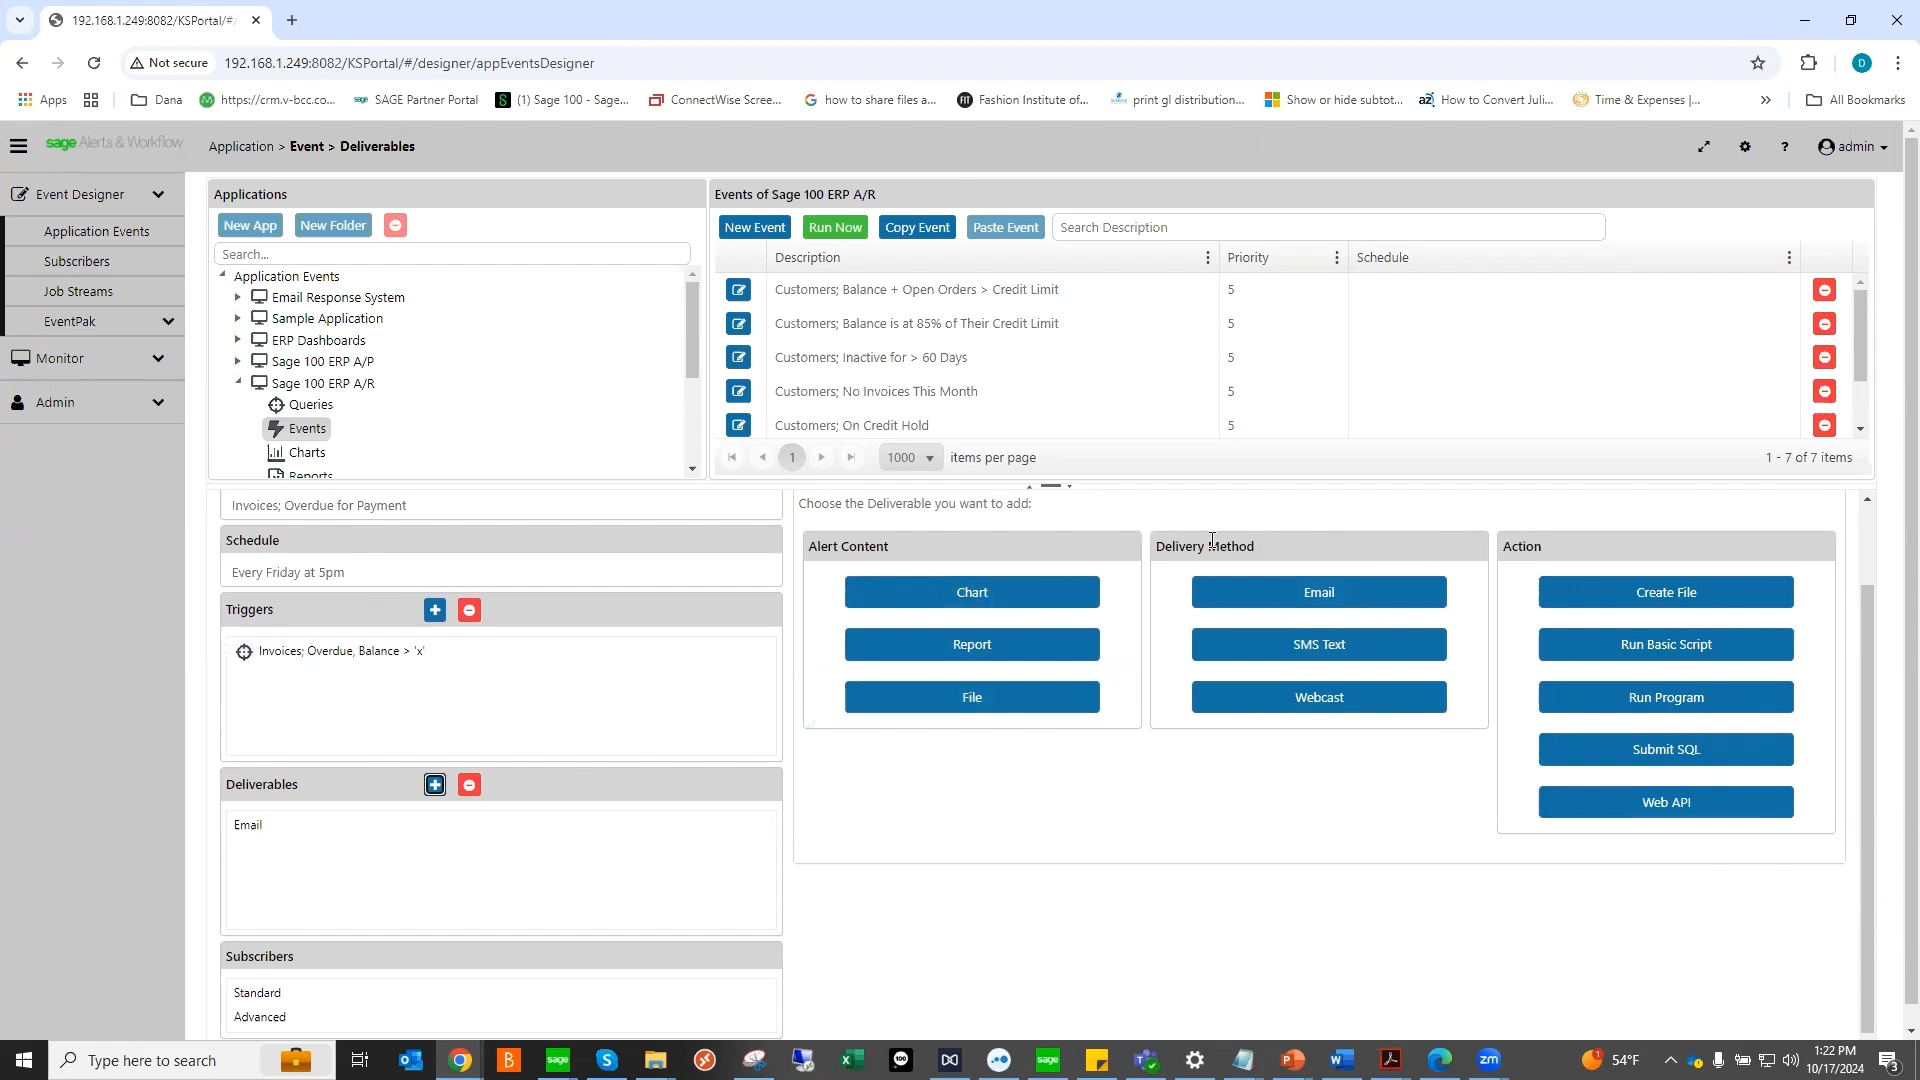 192.168.1.249:8082/KSPortal/#/
Not secure
192.168.1.249:8082/KSPortal/#/designer/appEventsDesigner
D
Apps
Dana
https://crm.v-bcc.co...
SAGE Partner Portal
(1) Sage 100 - Sage...
ConnectWise Scree...
how to share files a...
Fashion Institute of...
print gl distribution...
Show or hide subtot...
How to Convert Juli...
Time & Expenses |...
All Bookmarks
sage Alerts & Workflow
Application > Event > Deliverables
admin
Event Designer
Application Events
Subscribers
Job Streams
EventPak
Monitor
Admin
Applications
New App
New Folder
Search...
Application Events
Email Response System
Sample Application
ERP Dashboards
Sage 100 ERP A/P
Sage 100 ERP A/R
Queries
Events
Charts
Reports
Events of Sage 100 ERP A/R
New Event
Run Now
Copy Event
Paste Event
Search Description
Description
Priority
Schedule
Customers; Balance + Open Orders > Credit Limit
5
Customers; Balance is at 85% of Their Credit Limit
5
Customers; Inactive for > 60 Days
5
Customers; No Invoices This Month
5
Customers; On Credit Hold
5
1
1000
items per page
1 - 7 of 7 items
Invoices; Overdue for Payment
Schedule
Every Friday at 5pm
Triggers
Invoices; Overdue, Balance > 'x'
Deliverables
Email
Subscribers
Standard
Advanced
Choose the Deliverable you want to add:
Alert Content
Chart
Report
File
Delivery Method
Email
SMS Text
Webcast
Action
Create File
Run Basic Script
Run Program
Submit SQL
Web API
Type here to search
54°F
1:22 PM
10/17/2024
3